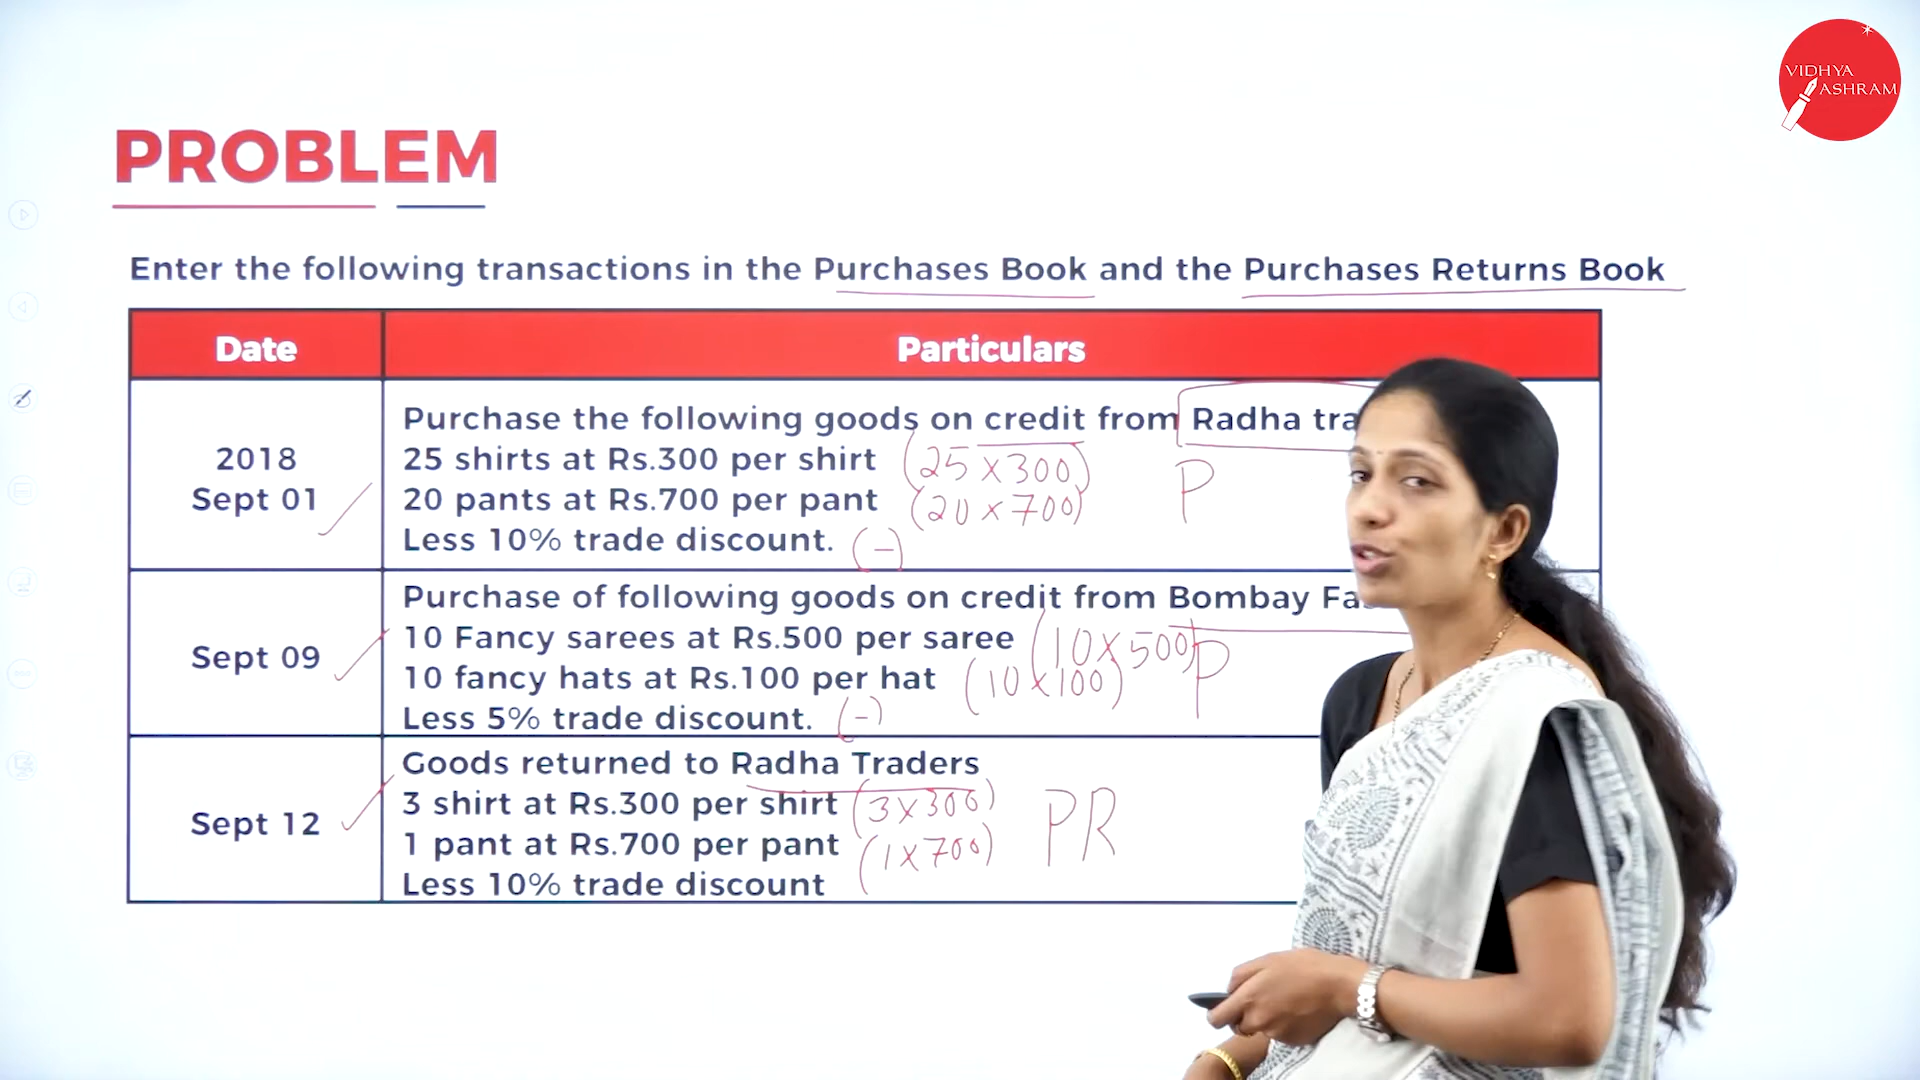 VIDHYA
ASHRAM
PROBLEM
Enter the following transactions in the Purchases Book and the Purchases Returns Book
Date
Particulars
2018
Sept 01
Purchase the following goods on credit from Radha tra
25 shirts at Rs.300 per shirt (25 x 300)
20 pants at Rs.700 per pant (20 x 700)
P
Less 10% trade discount. (-)
Sept 09
Purchase of following goods on credit from Bombay Fa
10 Fancy sarees at Rs.500 per saree (10 x 500)
10 fancy hats at Rs.100 per hat (10 x 100)
P
Less 5% trade discount. (-)
Sept 12
Goods returned to Radha Traders
3 shirt at Rs.300 per shirt (3 x 300)
1 pant at Rs.700 per pant (1 x 700)
PR
Less 10% trade discount